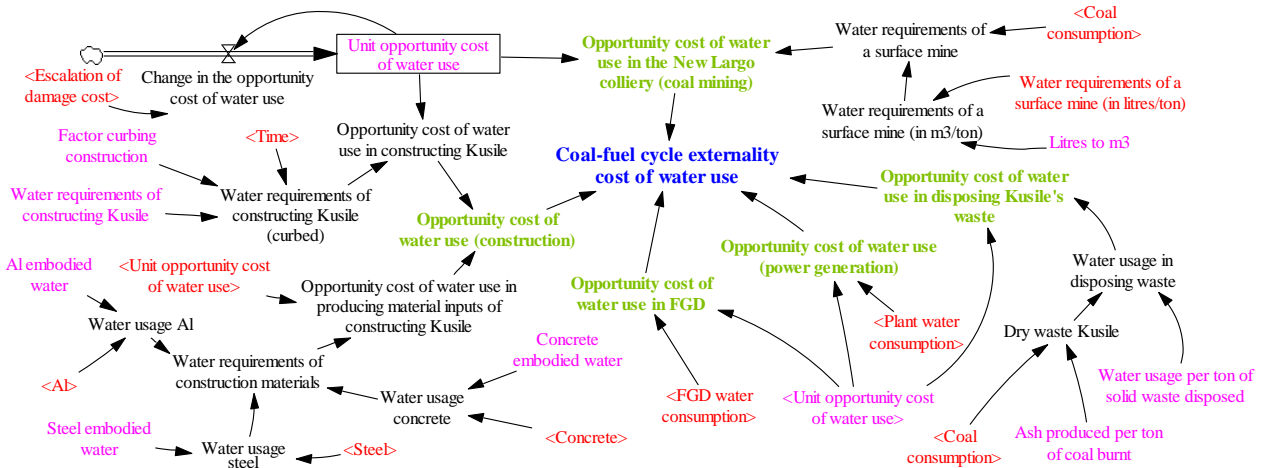 Unit opportunity cost
of water use
Change in the opportunity
cost of water use
<Escalation of
damage cost>
Opportunity cost of water
use in the New Largo
colliery (coal mining)
Water requirements of
a surface mine
<Coal
consumption>
Water requirements of a
surface mine (in litres/ton)
Water requirements of a
surface mine (in m3/ton)
Litres to m3
Factor curbing
construction
<Time>
Opportunity cost of water
use in constructing Kusile
Water requirements of
constructing Kusile
Water requirements of
constructing Kusile
(curbed)
Coal-fuel cycle externality
cost of water use
Opportunity cost of
water use (construction)
Opportunity cost of water
use in disposing Kusile's
waste
Opportunity cost of water use
(power generation)
Opportunity cost of
water use in FGD
Water usage in
disposing waste
Al embodied
water
<Unit opportunity cost
of water use>
Opportunity cost of water use in
producing material inputs of
constructing Kusile
Water usage Al
<Al>
Water requirements of
construction materials
Concrete
embodied water
Water usage
concrete
<Concrete>
Steel embodied
water
Water usage
steel
<Steel>
<FGD water
consumption>
<Plant water
consumption>
<Unit opportunity cost
of water use>
Dry waste Kusile
Water usage per ton of
solid waste disposed
<Coal
consumption>
Ash produced per ton
of coal burnt